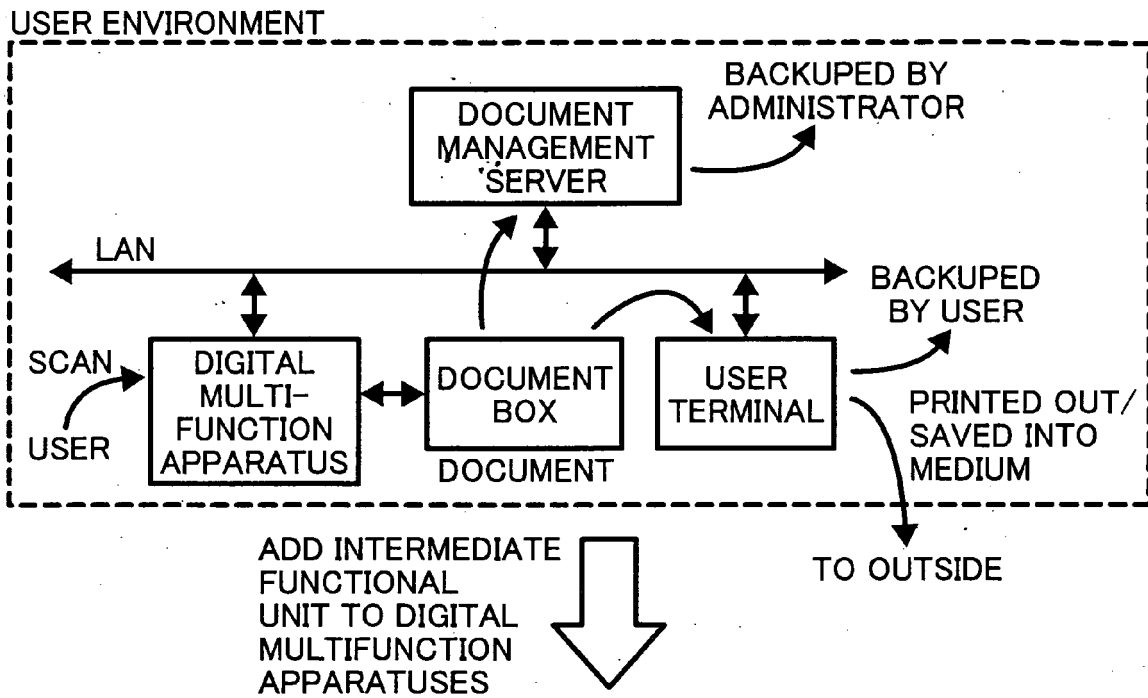 USER ENVIRONMENT
BACKUPED BY
ADMINISTRATOR
DOCUMENT
MANAGEMENT
SERVER
LAN
BACKUPED
BY USER
SCAN
USER
DIGITAL
MULTI-
FUNCTION
APPARATUS
DOCUMENT
BOX
DOCUMENT
USER
TERMINAL
PRINTED OUT/
SAVED INTO
MEDIUM
TO OUTSIDE
ADD INTERMEDIATE
FUNCTIONAL
UNIT TO DIGITAL
MULTIFUNCTION
APPARATUSES